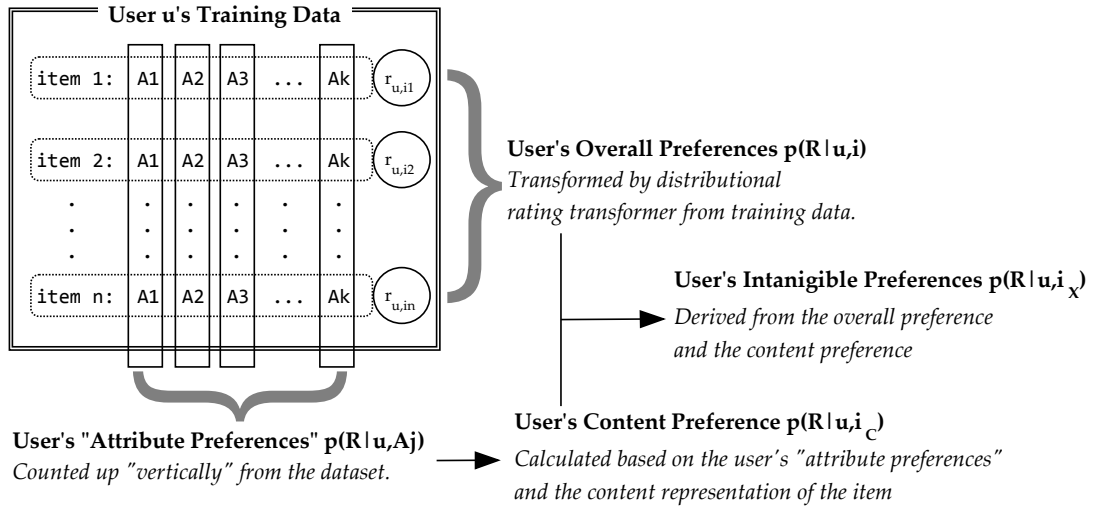 User u's Training Data
item 1: A1 A2 A3 ... Ak r u,i1
item 2: A1 A2 A3 ... Ak r u,i2
. . . . . .
. . . . . .
. . . . . .
item n: A1 A2 A3 ... Ak r u,in
User's Overall Preferences p(R|u,i)
Transformed by distributional
rating transformer from training data.
User's Intanigible Preferences p(R|u,i X)
Derived from the overall preference
and the content preference
User's "Attribute Preferences" p(R|u,Aj)
Counted up "vertically" from the dataset.
User's Content Preference p(R|u,i C)
Calculated based on the user's "attribute preferences"
and the content representation of the item